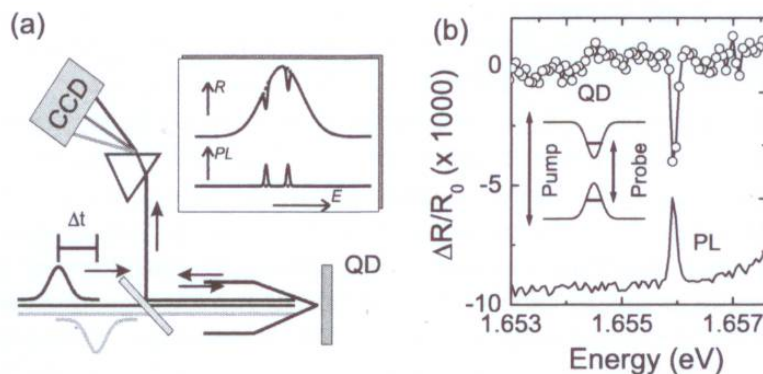 (a)
CCD
R
PL
E
Δt
QD
(b)
ΔR/R₀ (x 1000)
0
-5
-10
QD
Pump
Probe
PL
1.653
1.655
1.657
Energy (eV)